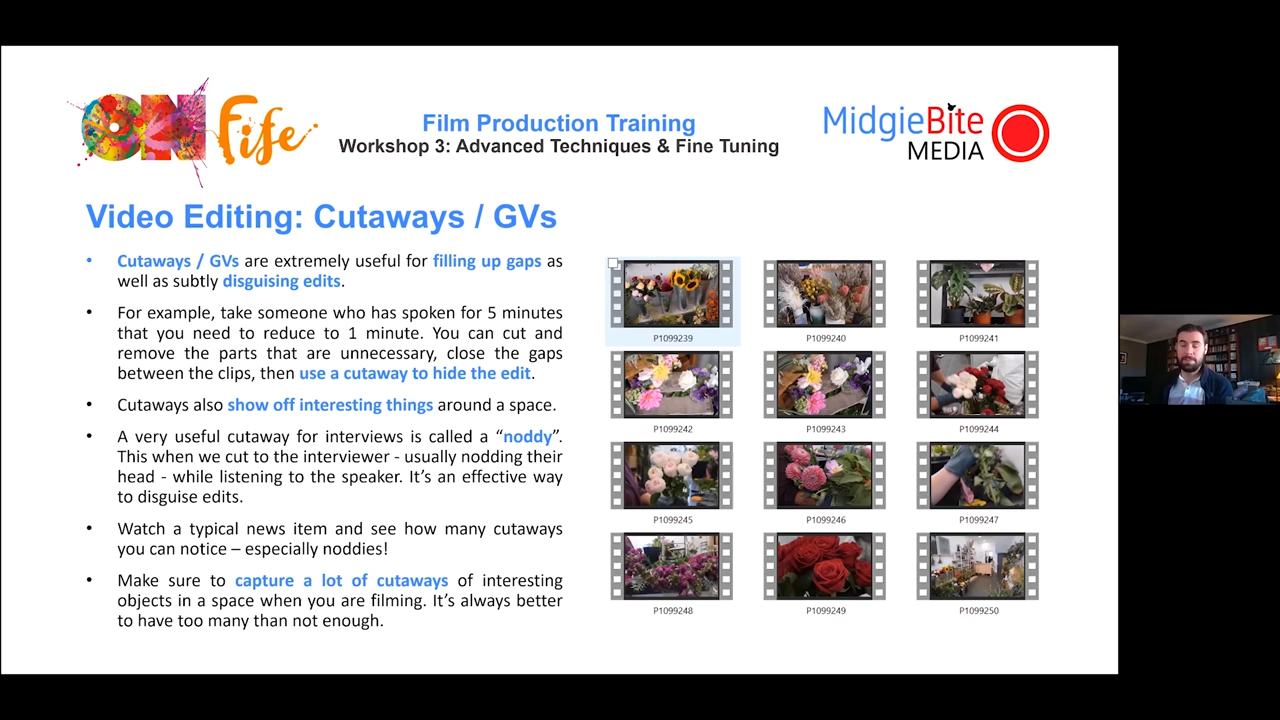 ON Fife
Film Production Training
Workshop 3: Advanced Techniques & Fine Tuning
MidgieBite
MEDIA
Video Editing: Cutaways / GVs
• Cutaways / GVs are extremely useful for filling up gaps as
well as subtly disguising edits.
• For example, take someone who has spoken for 5 minutes
that you need to reduce to 1 minute. You can cut and
remove the parts that are unnecessary, close the gaps
between the clips, then use a cutaway to hide the edit.
• Cutaways also show off interesting things around a space.
• A very useful cutaway for interviews is called a “noddy”.
This when we cut to the interviewer - usually nodding their
head - while listening to the speaker. It’s an effective way
to disguise edits.
• Watch a typical news item and see how many cutaways
you can notice – especially noddies!
• Make sure to capture a lot of cutaways of interesting
objects in a space when you are filming. It’s always better
to have too many than not enough.
P1099239 P1099240 P1099241
P1099242 P1099243 P1099244
P1099245 P1099246 P1099247
P1099248 P1099249 P1099250